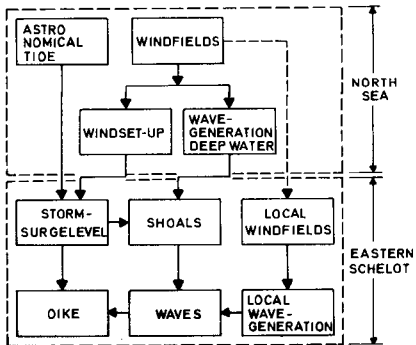 ASTRO
NOMICAL
TIDE
WINDFIELDS
WINDSET-UP
WAVE-
GENERATION
DEEP WATER
NORTH
SEA
STORM-
SURGELEVEL
SHOALS
LOCAL
WINDFIELDS
EASTERN
SCHELOT
OIKE
WAVES
LOCAL
WAVE-
GENERATION